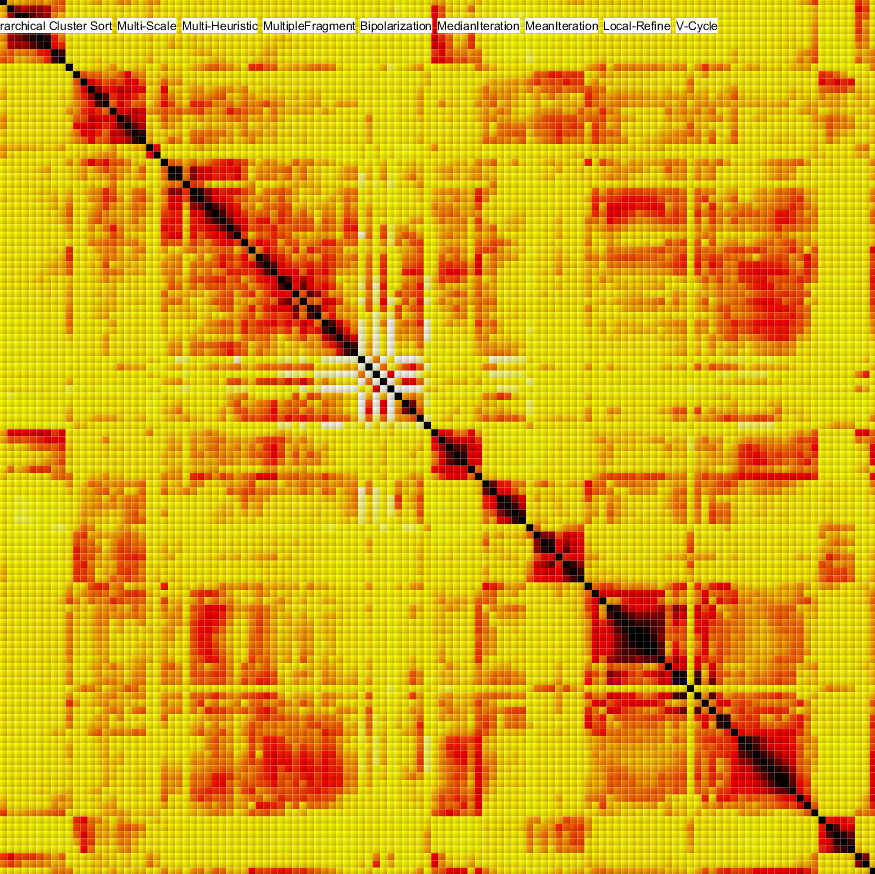 rarchical Cluster Sort Multi-Scale Multi-Heuristic MultipleFragment Bipolarization MedianIteration MeanIteration Local-Refine V-Cycle